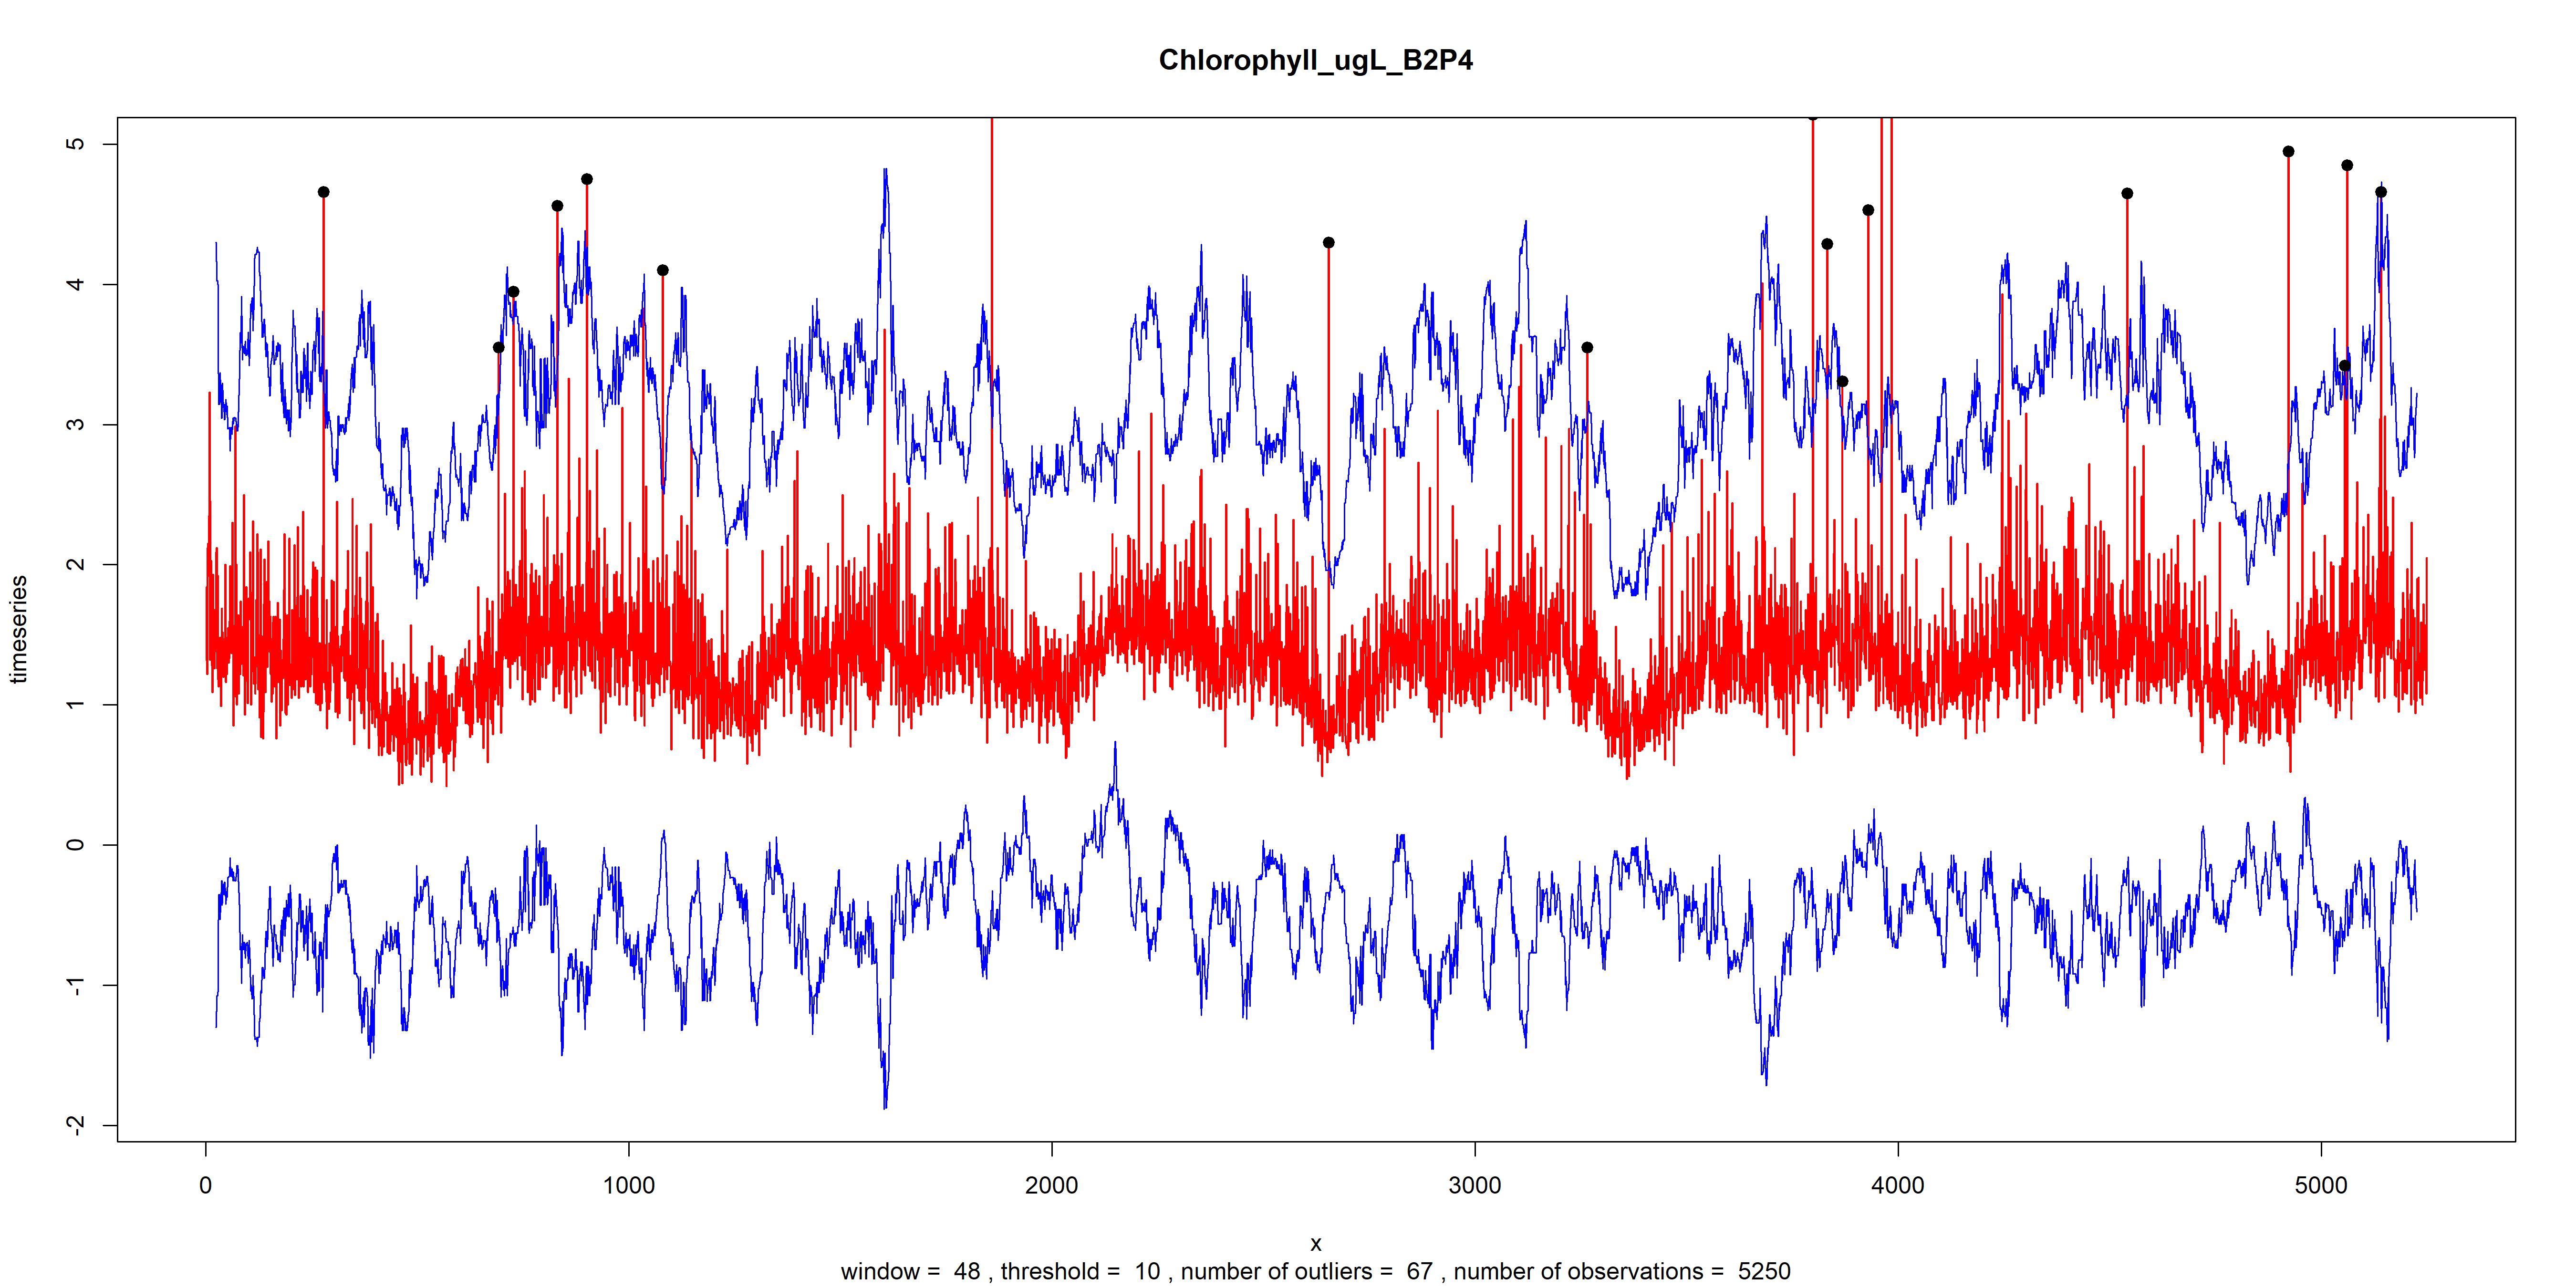 Chlorophyll_ugL_B2P4
5
4
3
2
1
0
-1
-2
timeseries
0 1000 2000 3000 4000 5000
x
window = 48 , threshold = 10 , number of outliers = 67 , number of observations = 5250